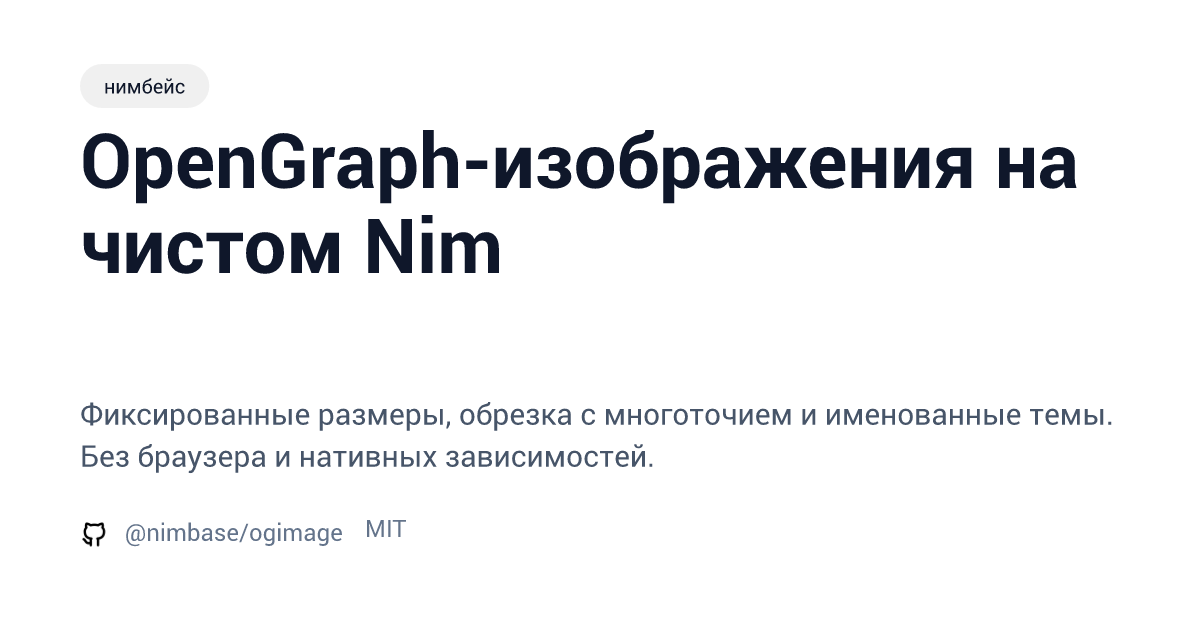 нимбейс
OpenGraph-изображения на
чистом Nim
Фиксированные размеры, обрезка с многоточием и именованные темы.
Без браузера и нативных зависимостей.
@nimbase/ogimage MIT